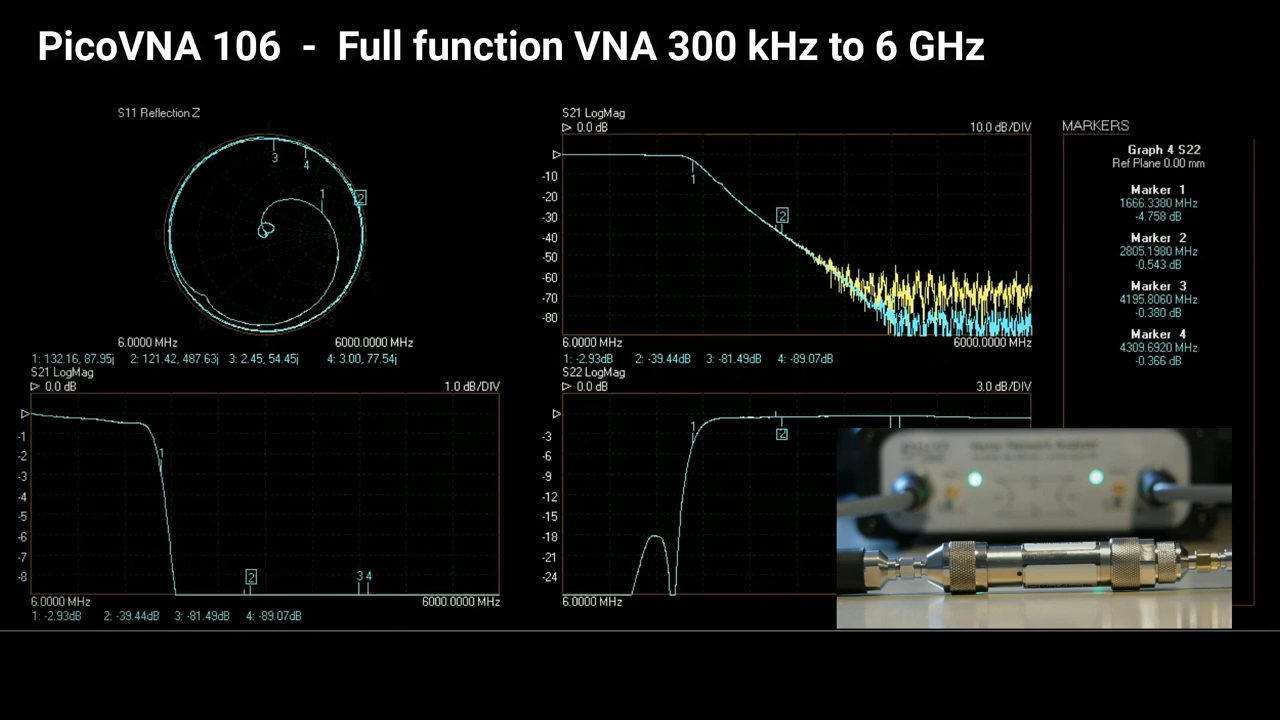 PicoVNA 106 - Full function VNA 300 kHz to 6 GHz
S11 Reflection Z
3
4
1
2
6.0000 MHz 6000.0000 MHz
1: 132.16, 87.95j 2: 121.42, 487.63j 3: 2.45, 54.45j 4: 3.00, 77.54j
S21 LogMag
0.0 dB 10.0 dB/DIV
-10
-20
-30
-40
-50
-60
-70
-80
1
2
6.0000 MHz 6000.0000 MHz
1: -2.93dB 2: -39.44dB 3: -81.49dB 4: -89.07dB
S21 LogMag
0.0 dB 1.0 dB/DIV
-1
-2
-3
-4
-5
-6
-7
-8
1
2
3 4
6.0000 MHz 6000.0000 MHz
1: -2.93dB 2: -39.44dB 3: -81.49dB 4: -89.07dB
S22 LogMag
0.0 dB 3.0 dB/DIV
-3
-6
-9
-12
-15
-18
-21
-24
1
2
6.0000 MHz
MARKERS
Graph 4 S22
Ref Plane 0.00 mm
Marker 1
1666.3380 MHz
-4.758 dB
Marker 2
2805.1980 MHz
-0.543 dB
Marker 3
4195.8060 MHz
-0.380 dB
Marker 4
4309.6920 MHz
-0.366 dB